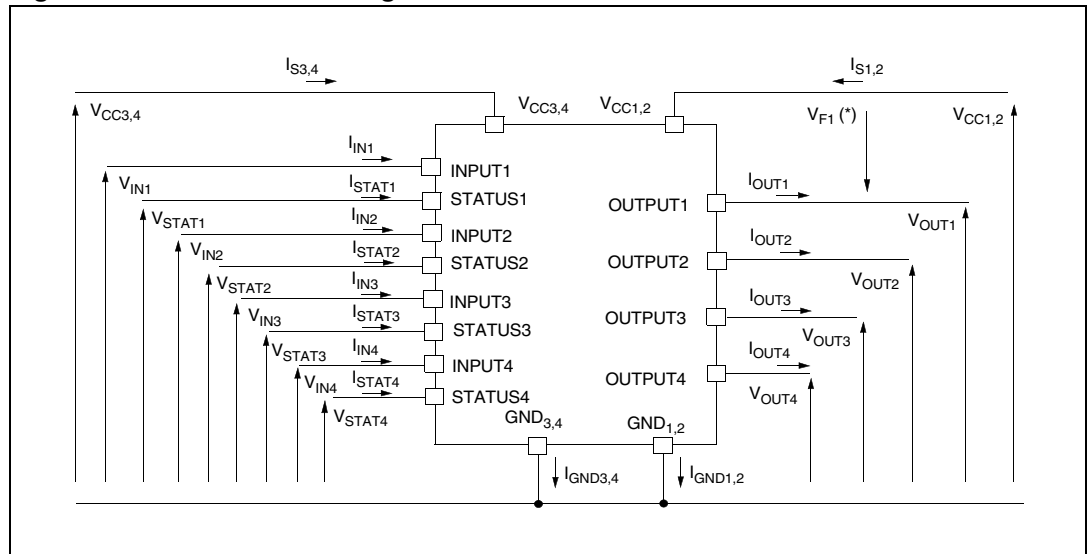 I_S3,4
I_S1,2
V_CC3,4
V_CC3,4
V_CC1,2
V_F1 (*)
V_CC1,2
I_IN1
INPUT1
V_IN1
I_STAT1
STATUS1
V_STAT1
I_IN2
INPUT2
V_IN2
I_STAT2
STATUS2
V_STAT2
I_IN3
INPUT3
V_IN3
I_STAT3
STATUS3
V_STAT3
I_IN4
INPUT4
V_IN4
I_STAT4
STATUS4
V_STAT4
OUTPUT1
I_OUT1
V_OUT1
OUTPUT2
I_OUT2
V_OUT2
OUTPUT3
I_OUT3
V_OUT3
OUTPUT4
I_OUT4
V_OUT4
GND3,4
GND1,2
I_GND3,4
I_GND1,2